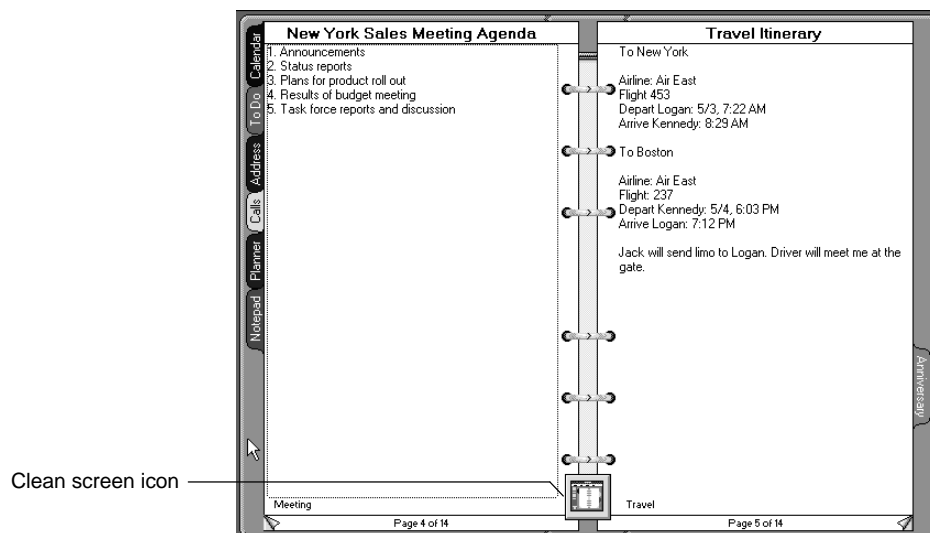 Clean screen icon
Calendar
To Do
Address
Calls
Planner
Notepad
New York Sales Meeting Agenda
1. Announcements
2. Status reports
3. Plans for product roll out
4. Results of budget meeting
5. Task force reports and discussion
Meeting
Page 4 of 14
Travel Itinerary
To New York
Airline: Air East
Flight 453
Depart Logan: 5/3, 7:22 AM
Arrive Kennedy: 8:29 AM
To Boston
Airline: Air East
Flight: 237
Depart Kennedy: 5/4, 6:03 PM
Arrive Logan: 7:12 PM
Jack will send limo to Logan. Driver will meet me at the
gate.
Travel
Page 5 of 14
Anniversary